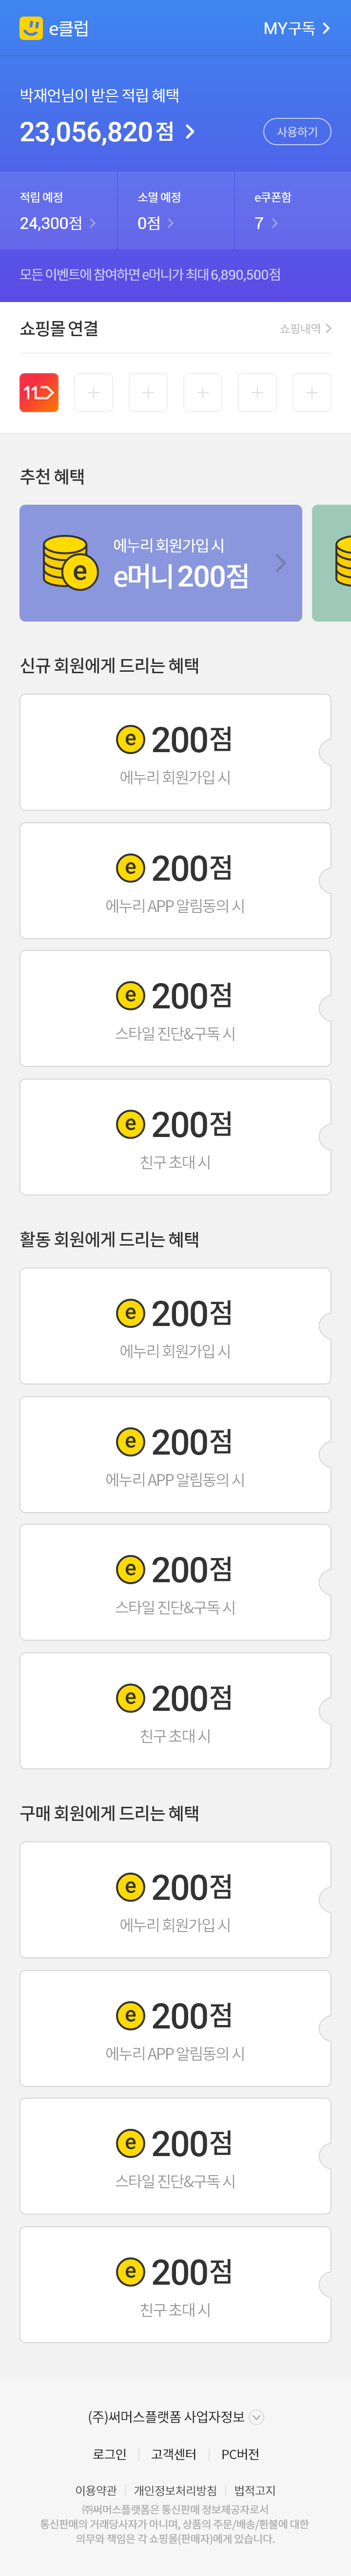 e클럽
MY구독
박재언님이 받은 적립 혜택
23,056,820점
사용하기
적립 예정
소멸 예정
e쿠폰함
24,300점
0점
7
모든 이벤트에 참여하면 e머니가 최대 6,890,500점
쇼핑몰 연결
쇼핑내역
11
추천 혜택
e
에누리 회원가입 시
e머니 200점
신규 회원에게 드리는 혜택
e 200점
에누리 회원가입 시
e 200점
에누리 APP 알림동의 시
e 200점
스타일 진단&구독 시
e 200점
친구 초대 시
활동 회원에게 드리는 혜택
e 200점
에누리 회원가입 시
e 200점
에누리 APP 알림동의 시
e 200점
스타일 진단&구독 시
e 200점
친구 초대 시
구매 회원에게 드리는 혜택
e 200점
에누리 회원가입 시
e 200점
에누리 APP 알림동의 시
e 200점
스타일 진단&구독 시
e 200점
친구 초대 시
(주)써머스플랫폼 사업자정보
로그인
고객센터
PC버전
이용약관
개인정보처리방침
법적고지
㈜써머스플랫폼은 통신판매 정보제공자로서
통신판매의 거래당사자가 아니며, 상품의 주문/배송/환불에 대한
의무와 책임은 각 쇼핑몰(판매자)에게 있습니다.